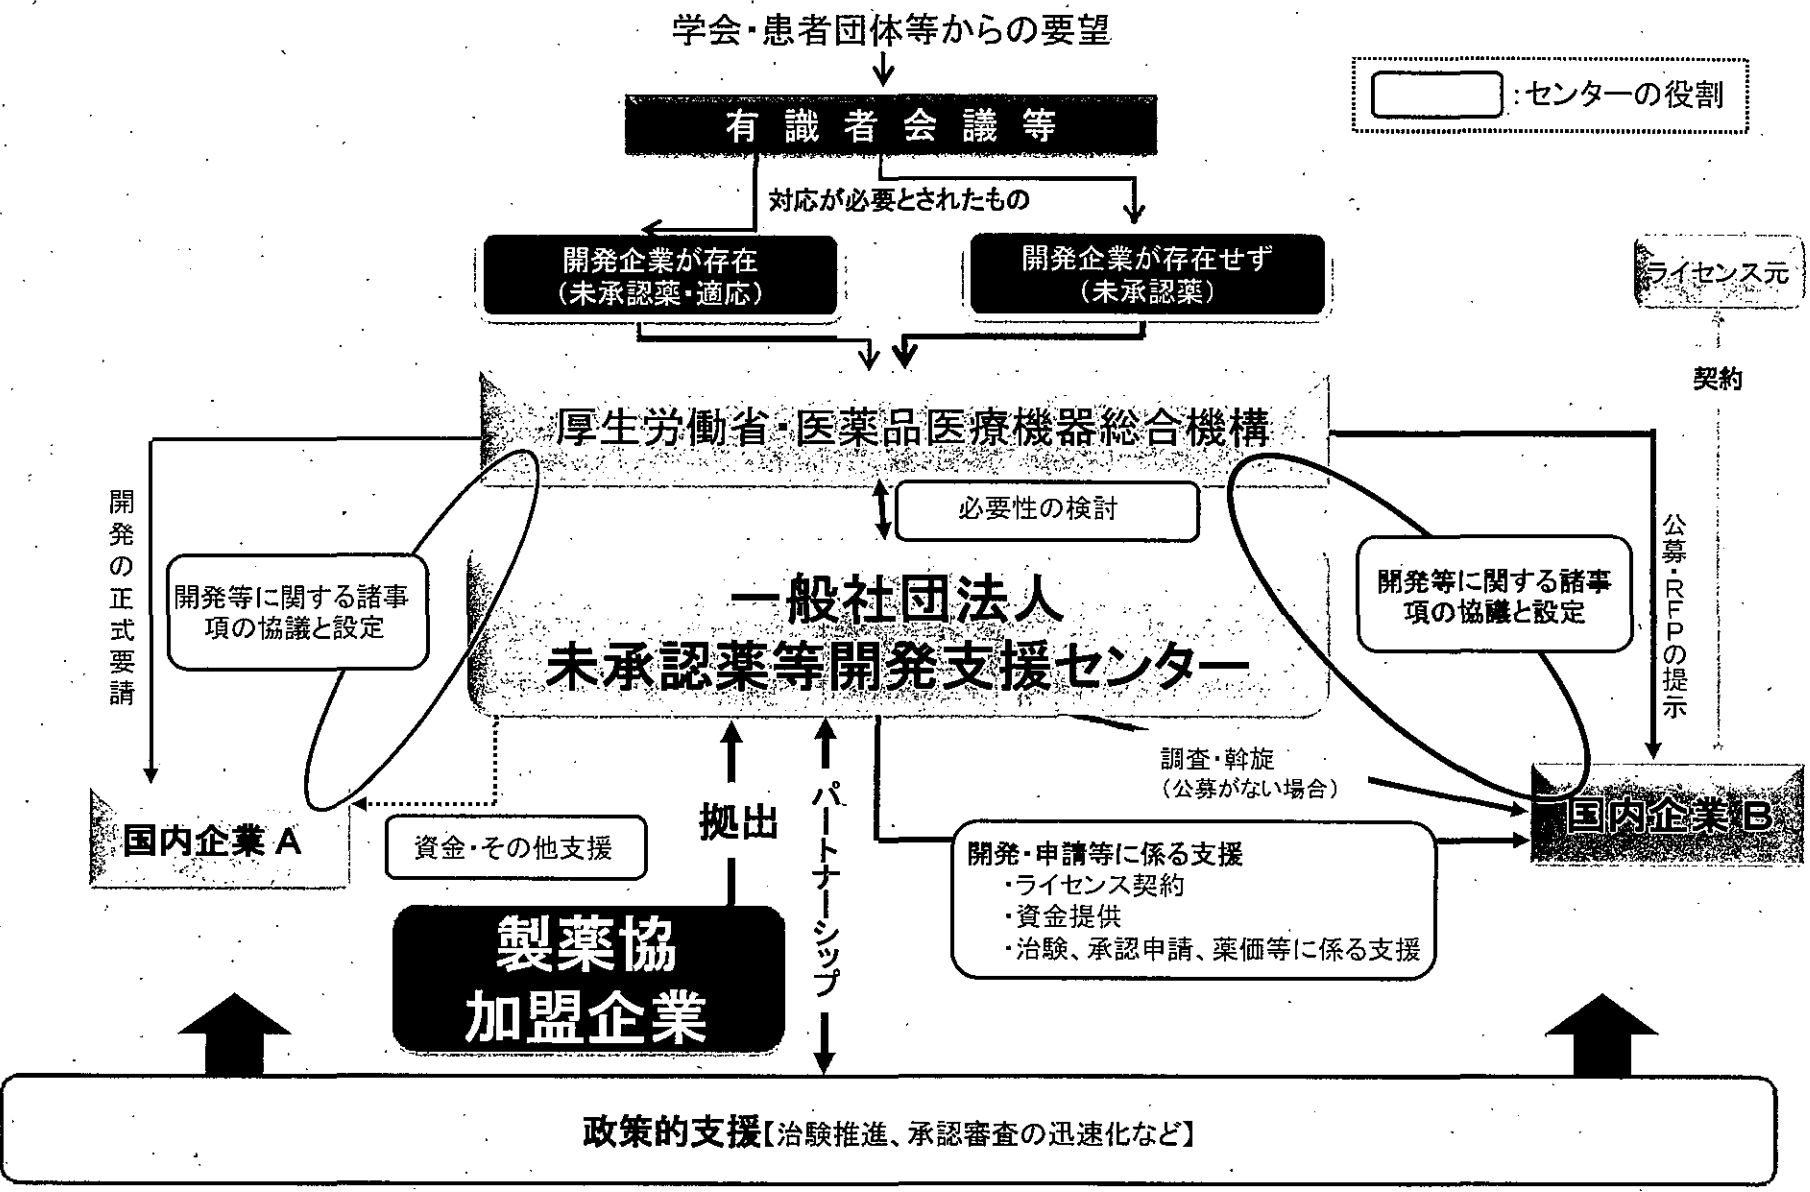 学会・患者団体等からの要望
:センターの役割
有識者会議等
対応が必要とされたもの
開発企業が存在
(未承認薬・適応)
開発企業が存在せず
(未承認薬)
ライセンス元
契約
厚生労働省・医薬品医療機器総合機構
必要性の検討
開発の正式要請
開発等に関する諸事
項の協議と設定
一般社団法人
未承認薬等開発支援センター
開発等に関する諸事
項の協議と設定
公募・RFPの提示
調査・斡旋
(公募がない場合)
国内企業A
資金・その他支援
拠出
パートナーシップ
国内企業B
開発・申請等に係る支援
・ライセンス契約
・資金提供
・治験、承認申請、薬価等に係る支援
製薬協
加盟企業
政策的支援【治験推進、承認審査の迅速化など】